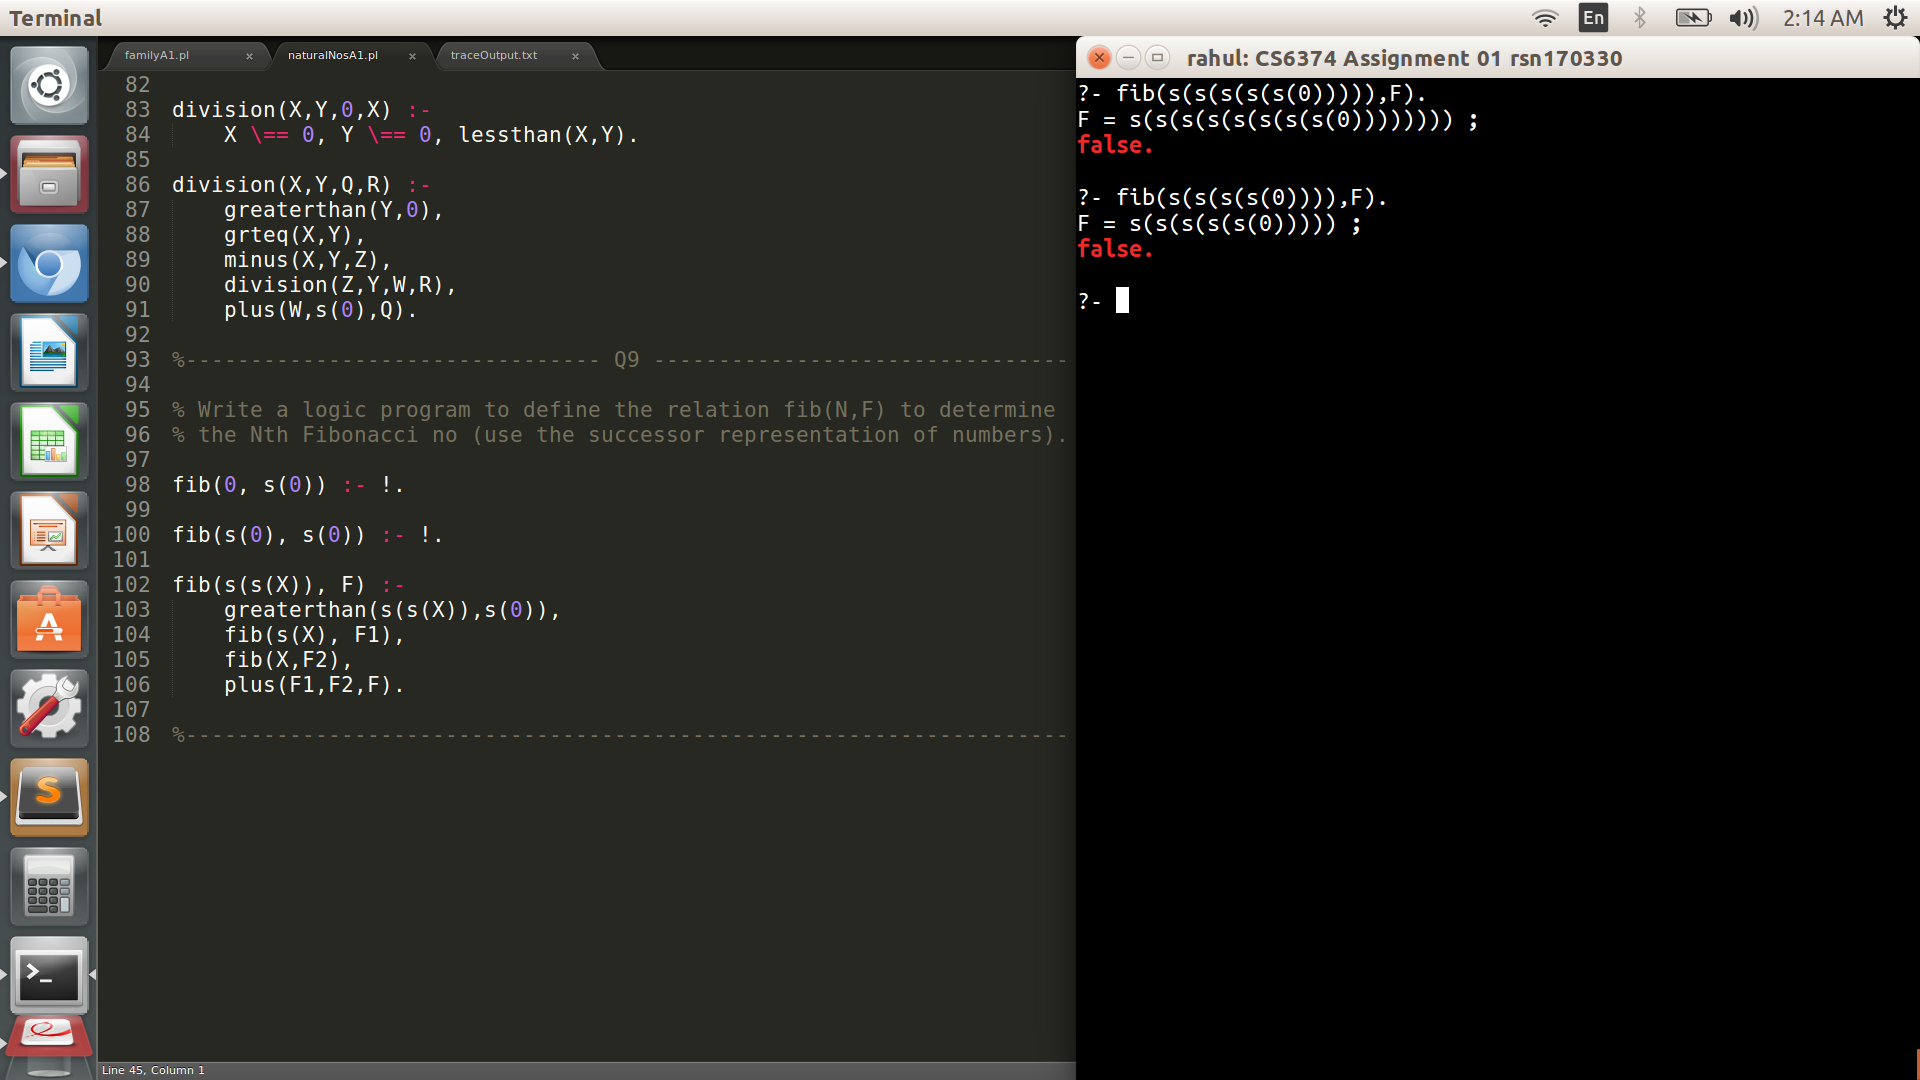 Terminal
En
2:14 AM
familyA1.pl × naturalNosA1.pl × traceOutput.txt ×
82
83 division(X,Y,0,X) :-
84 X \== 0, Y \== 0, lessthan(X,Y).
85
86 division(X,Y,Q,R) :-
87 greaterthan(Y,0),
88 grteq(X,Y),
89 minus(X,Y,Z),
90 division(Z,Y,W,R),
91 plus(W,s(0),Q).
92
93 %-------------------------------- Q9 --------------------------------
94
95 % Write a logic program to define the relation fib(N,F) to determine
96 % the Nth Fibonacci no (use the successor representation of numbers).
97
98 fib(0, s(0)) :- !.
99
100 fib(s(0), s(0)) :- !.
101
102 fib(s(s(X)), F) :-
103 greaterthan(s(s(X)),s(0)),
104 fib(s(X), F1),
105 fib(X,F2),
106 plus(F1,F2,F).
107
108 %--------------------------------------------------------------------
Line 45, Column 1
rahul: CS6374 Assignment 01 rsn170330
?- fib(s(s(s(s(s(0))))),F).
F = s(s(s(s(s(s(s(s(0)))))))) ;
false.
?- fib(s(s(s(s(0)))),F).
F = s(s(s(s(s(0))))) ;
false.
?-